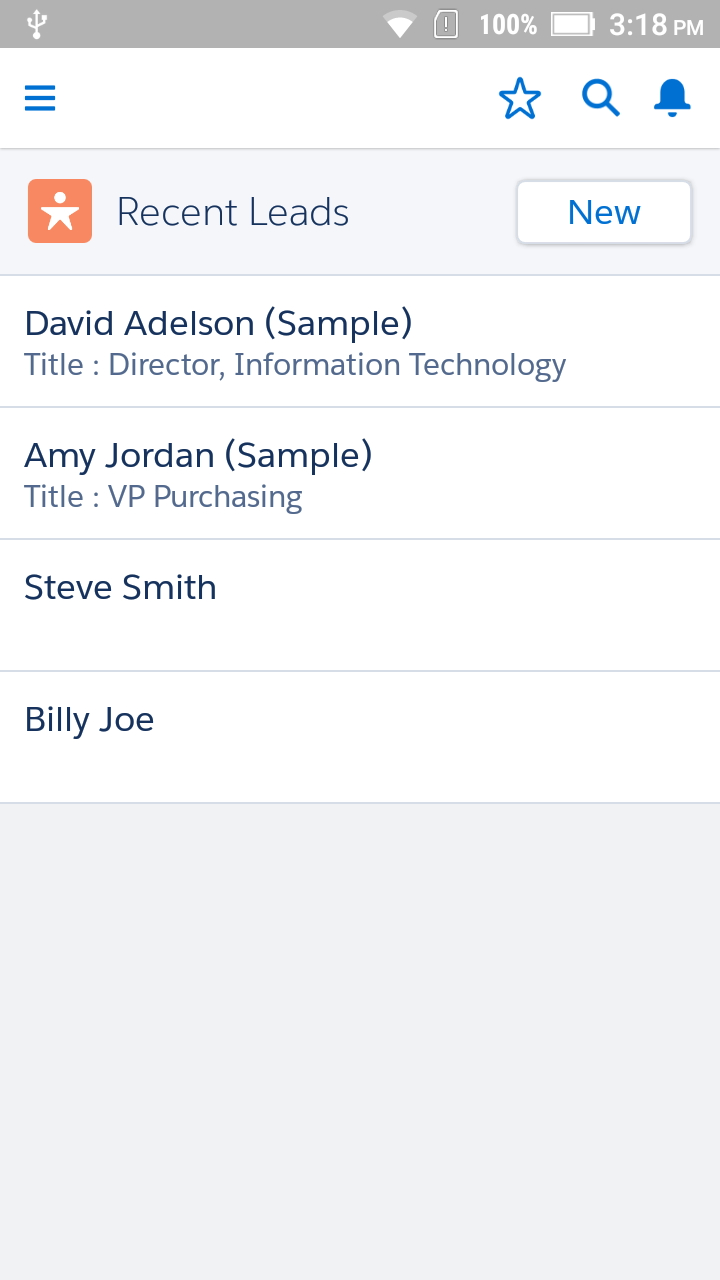 100% 3:18 PM
Recent Leads New
David Adelson (Sample)
Title : Director, Information Technology
Amy Jordan (Sample)
Title : VP Purchasing
Steve Smith
Billy Joe